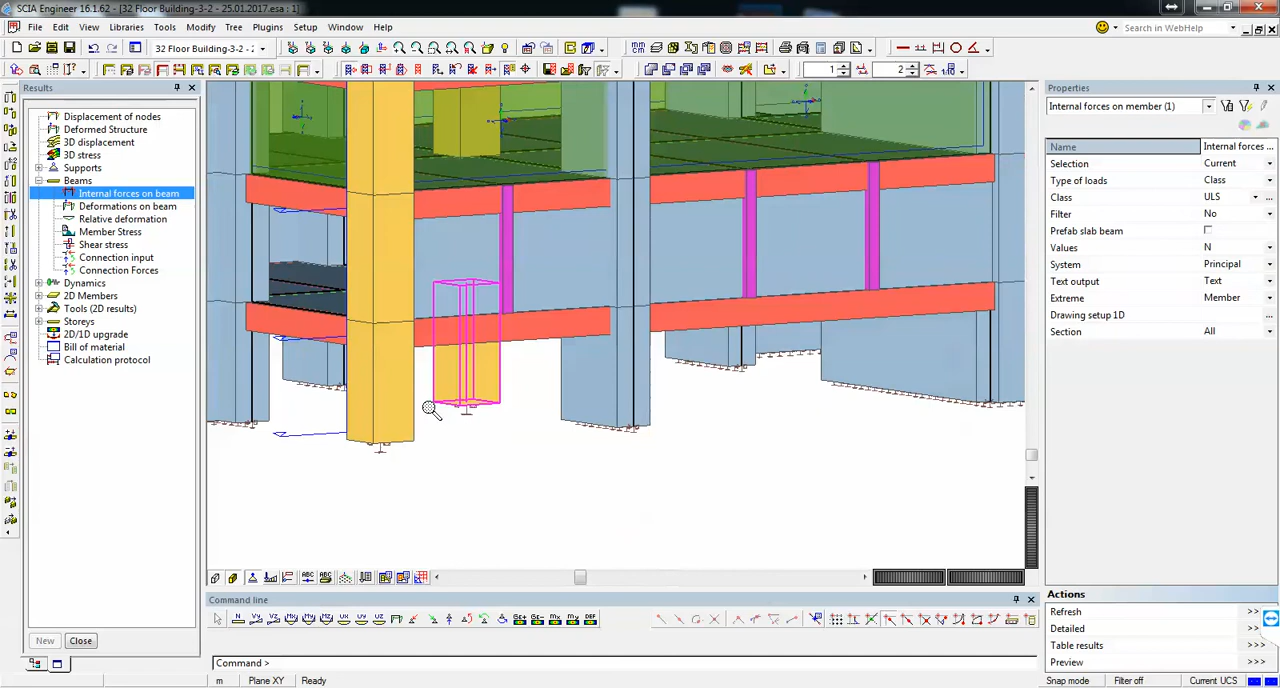 SCIA Engineer 16.1.62 - [32 Floor Building-3-2 - 25.01.2017.esa : 1]
File Edit View Libraries Tools Modify Tree Plugins Setup Window Help
Search in WebHelp
32 Floor Building-3-2 -
1 2
Results
Displacement of nodes
Deformed Structure
3D displacement
3D stress
Supports
Beams
Internal forces on beam
Deformations on beam
Relative deformation
Member Stress
Shear stress
Connection input
Connection Forces
Dynamics
2D Members
Tools (2D results)
Storeys
2D/1D upgrade
Bill of material
Calculation protocol
New Close
Properties
Internal forces on member (1)
Name Internal forces ...
Selection Current
Type of loads Class
Class ULS ...
Filter No
Prefab slab beam
Values N
System Principal
Text output Text
Extreme Member
Drawing setup 1D ...
Section All
Actions
Refresh >>>
Detailed >>>
Table results >>>
Preview >>>
Command line
Command >
m Plane XY Ready Snap mode Filter off Current UCS